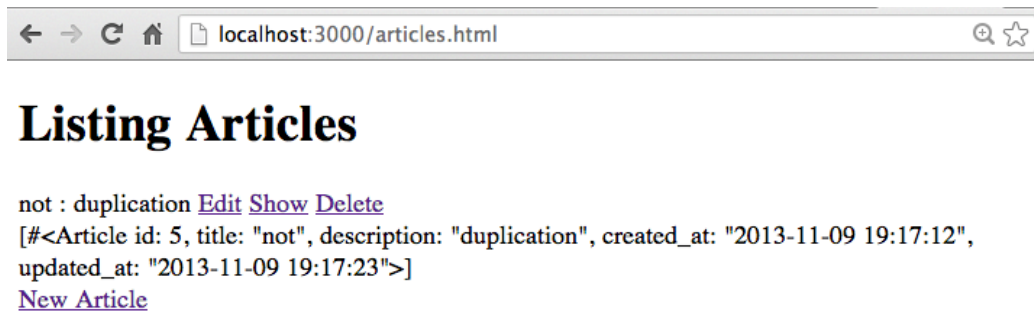 localhost:3000/articles.html
Listing Articles
not : duplication Edit Show Delete
[#<Article id: 5, title: "not", description: "duplication", created_at: "2013-11-09 19:17:12",
updated_at: "2013-11-09 19:17:23">]
New Article